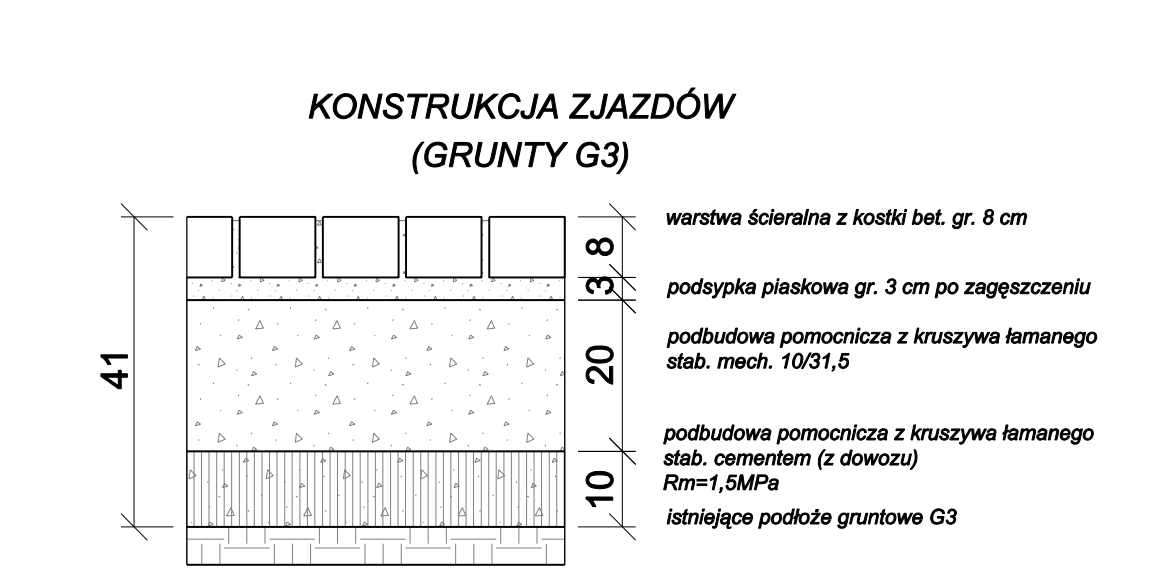 KONSTRUKCJA ZJAZDÓW
(GRUNTY G3)
warstwa ścieralna z kostki bet. gr. 8 cm
8
3
podsypka piaskowa gr. 3 cm po zagęszczeniu
podbudowa pomocnicza z kruszywa łamanego
stab. mech. 10/31,5
20
41
podbudowa pomocnicza z kruszywa łamanego
stab. cementem (z dowozu)
Rm=1,5MPa
10
istniejące podłoże gruntowe G3